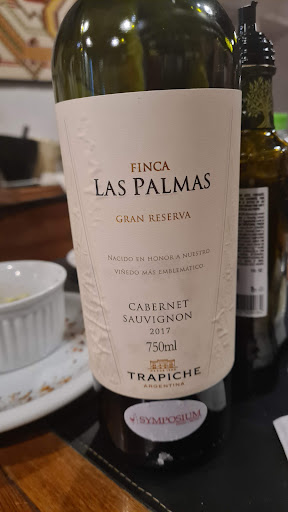 FINCA
LAS PALMAS
GRAN RESERVA
NACIDO EN HONOR A NUESTRO
VIÑEDO MÁS EMBLEMÁTICO
CABERNET
SAUVIGNON
2017
750ml
TRAPICHE
ARGENTINA
SYMPOSIUM